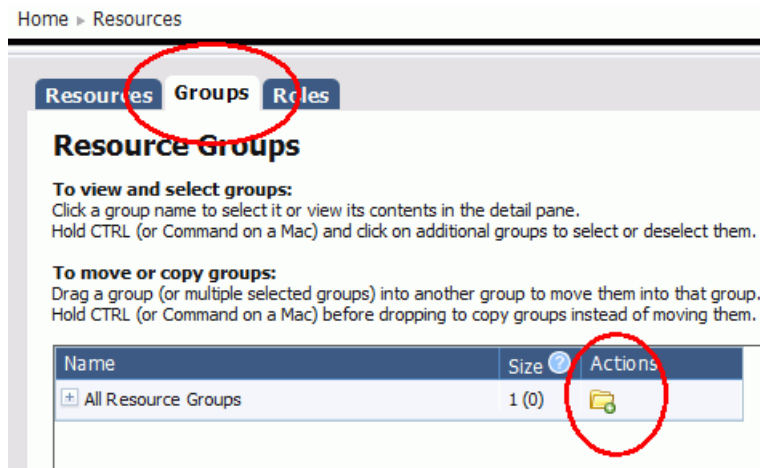 Home ▸ Resources
Resources Groups Roles
Resource Groups
To view and select groups:
Click a group name to select it or view its contents in the detail pane.
Hold CTRL (or Command on a Mac) and click on additional groups to select or deselect them.
To move or copy groups:
Drag a group (or multiple selected groups) into another group to move them into that group.
Hold CTRL (or Command on a Mac) before dropping to copy groups instead of moving them.
Name Size ? Actions
+ All Resource Groups 1 (0)